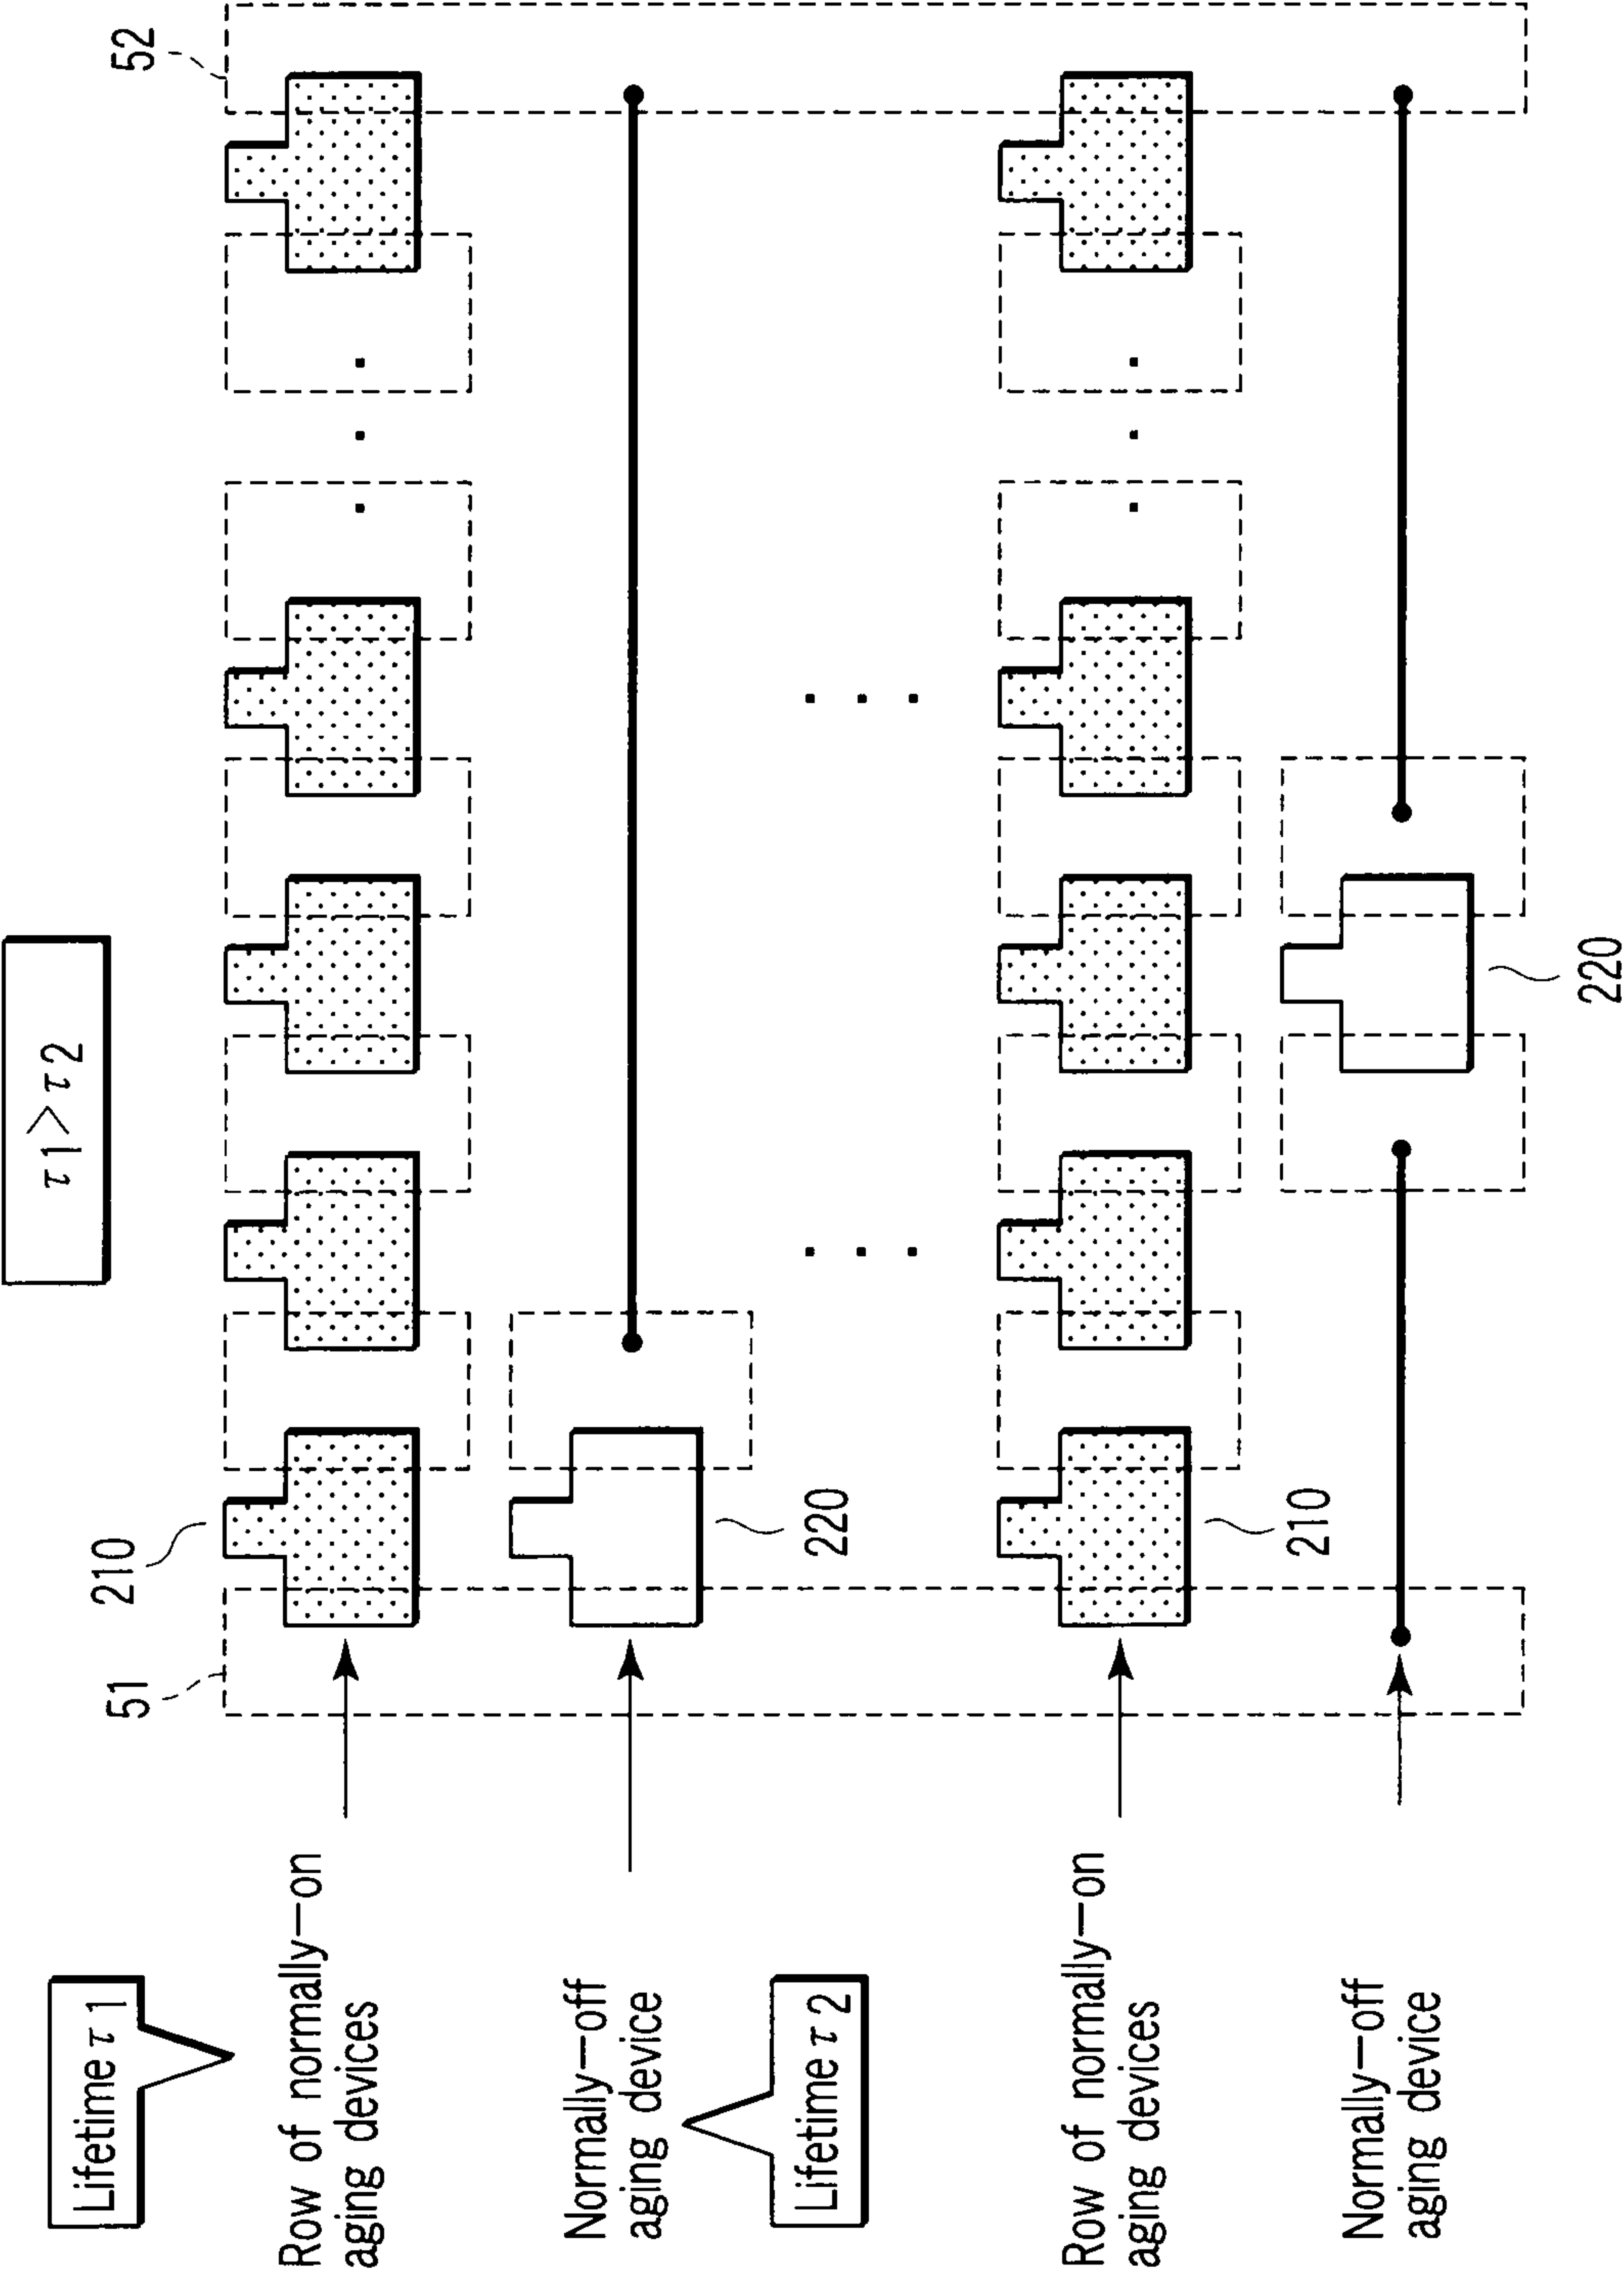 τ1>τ2
Lifetime τ1
Row of normally-on
aging devices
51
210
52
Normally-off
aging device
220
Lifetime τ2
Row of normally-on
aging devices
210
Normally-off
aging device
220